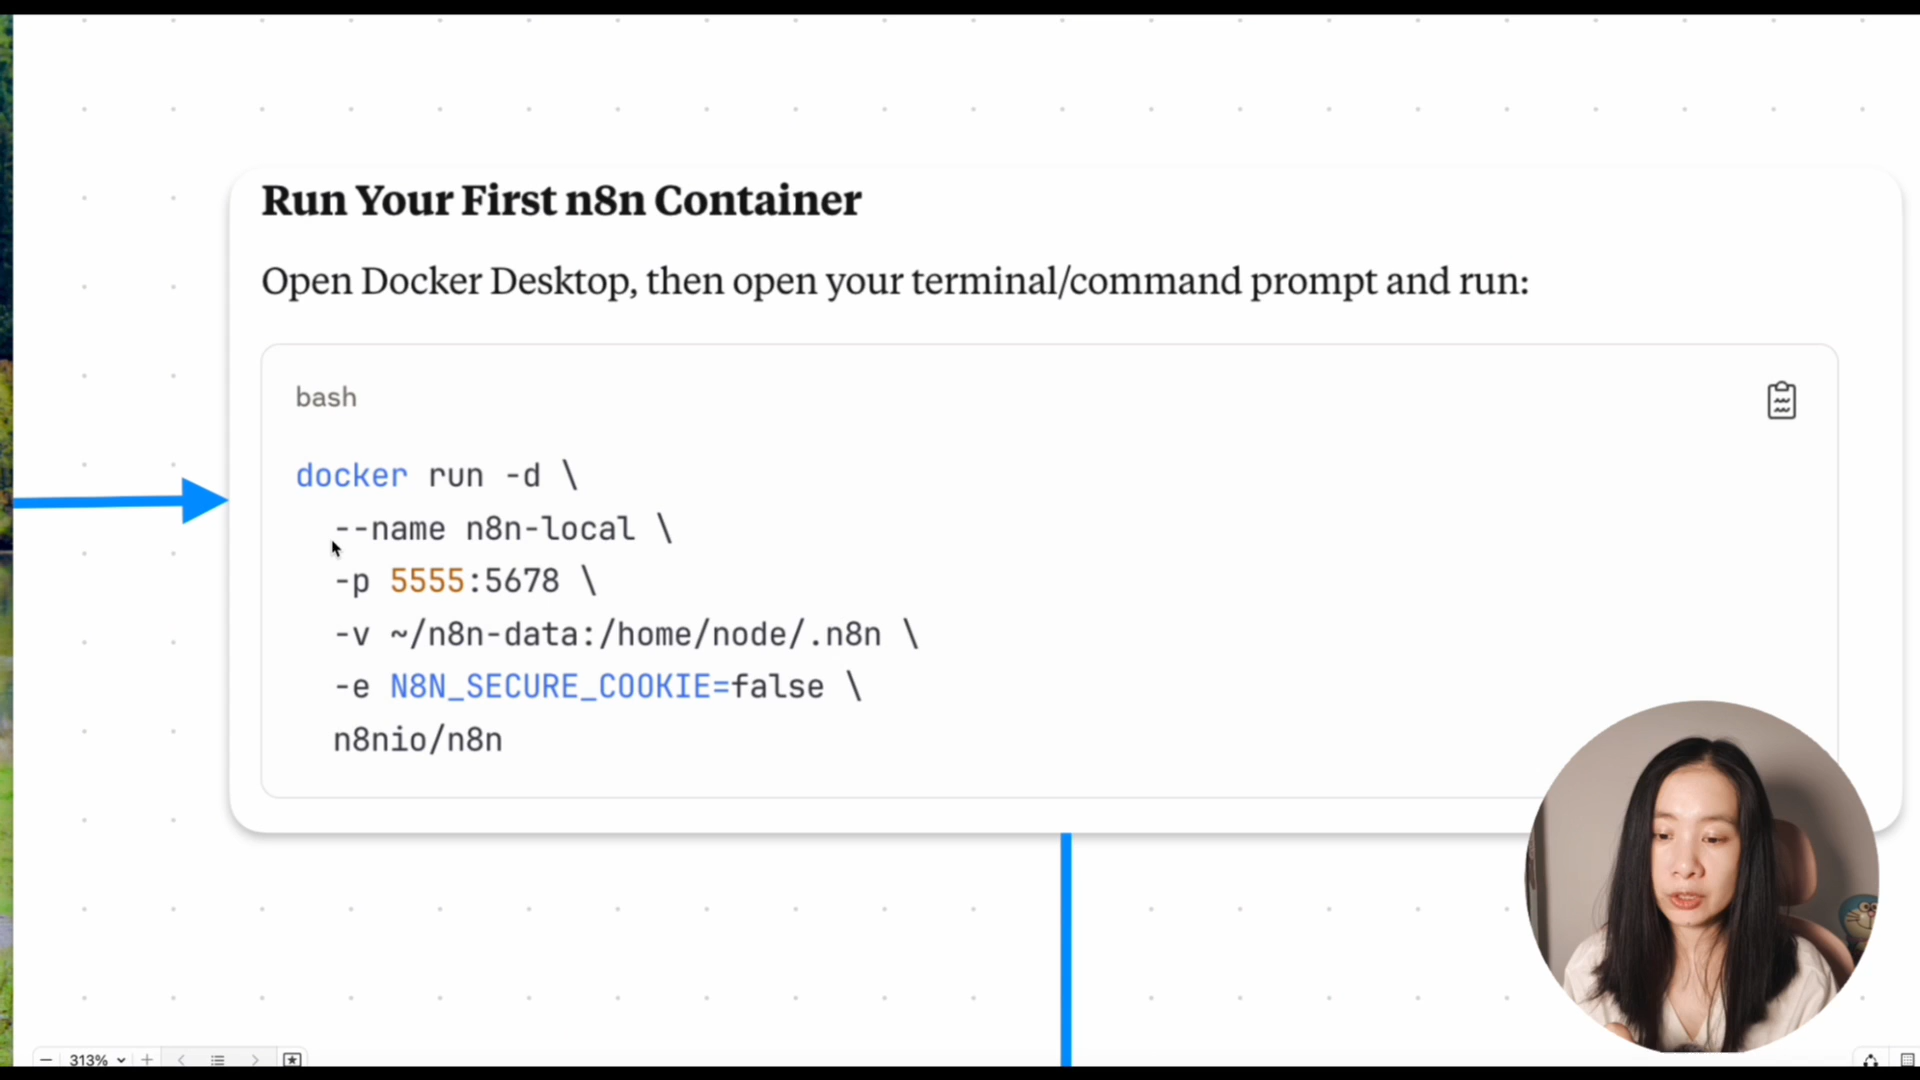 Run Your First n8n Container
Open Docker Desktop, then open your terminal/command prompt and run:
bash
docker run -d \
--name n8n-local \
-p 5555:5678 \
-v ~/n8n-data:/home/node/.n8n \
-e N8N_SECURE_COOKIE=false \
n8nio/n8n
313%